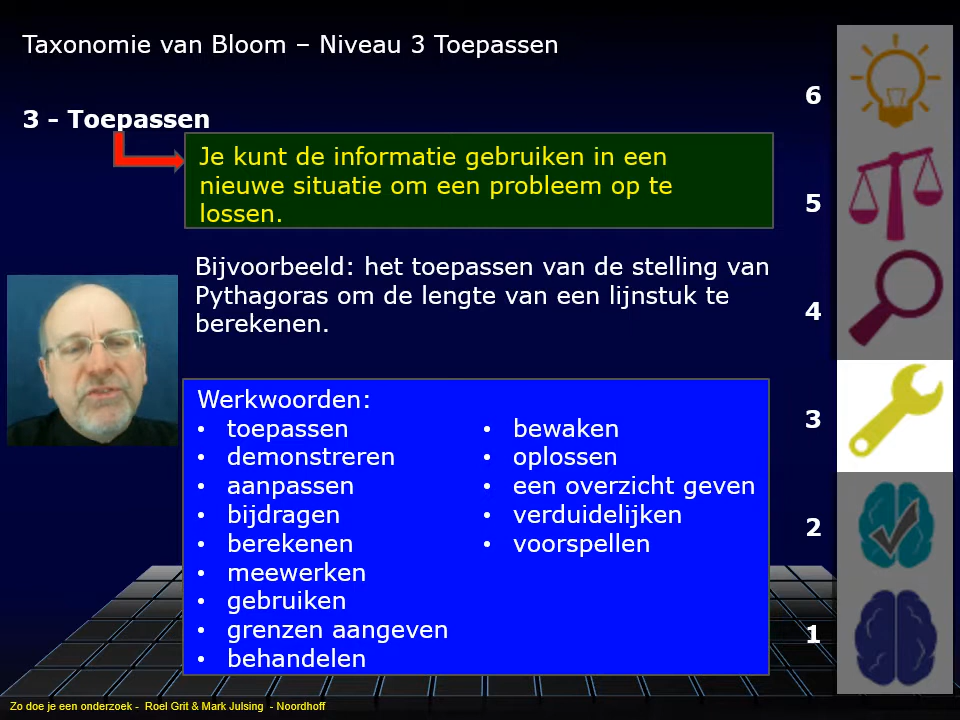 Taxonomie van Bloom – Niveau 3 Toepassen
3 - Toepassen
Je kunt de informatie gebruiken in een
nieuwe situatie om een probleem op te
lossen.
Bijvoorbeeld: het toepassen van de stelling van
Pythagoras om de lengte van een lijnstuk te
berekenen.
Werkwoorden:
• toepassen
• demonstreren
• aanpassen
• bijdragen
• berekenen
• meewerken
• gebruiken
• grenzen aangeven
• behandelen
• bewaken
• oplossen
• een overzicht geven
• verduidelijken
• voorspellen
6
5
4
3
2
1
Zo doe je een onderzoek - Roel Grit & Mark Julsing - Noordhoff